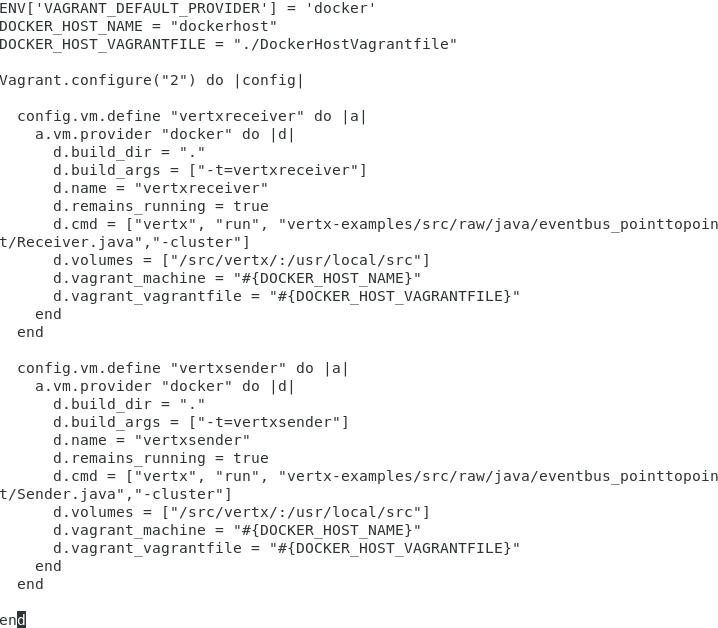 ENV['VAGRANT_DEFAULT_PROVIDER'] = 'docker'
DOCKER_HOST_NAME = "dockerhost"
DOCKER_HOST_VAGRANTFILE = "./DockerHostVagrantfile"

Vagrant.configure("2") do |config|

  config.vm.define "vertxreceiver" do |a|
    a.vm.provider "docker" do |d|
      d.build_dir = "."
      d.build_args = ["-t=vertxreceiver"]
      d.name = "vertxreceiver"
      d.remains_running = true
      d.cmd = ["vertx", "run", "vertx-examples/src/raw/java/eventbus_pointtopoin
t/Receiver.java","-cluster"]
      d.volumes = ["/src/vertx/:/usr/local/src"]
      d.vagrant_machine = "#{DOCKER_HOST_NAME}"
      d.vagrant_vagrantfile = "#{DOCKER_HOST_VAGRANTFILE}"
    end
  end

  config.vm.define "vertxsender" do |a|
    a.vm.provider "docker" do |d|
      d.build_dir = "."
      d.build_args = ["-t=vertxsender"]
      d.name = "vertxsender"
      d.remains_running = true
      d.cmd = ["vertx", "run", "vertx-examples/src/raw/java/eventbus_pointtopoin
t/Sender.java","-cluster"]
      d.volumes = ["/src/vertx/:/usr/local/src"]
      d.vagrant_machine = "#{DOCKER_HOST_NAME}"
      d.vagrant_vagrantfile = "#{DOCKER_HOST_VAGRANTFILE}"
    end
  end

end